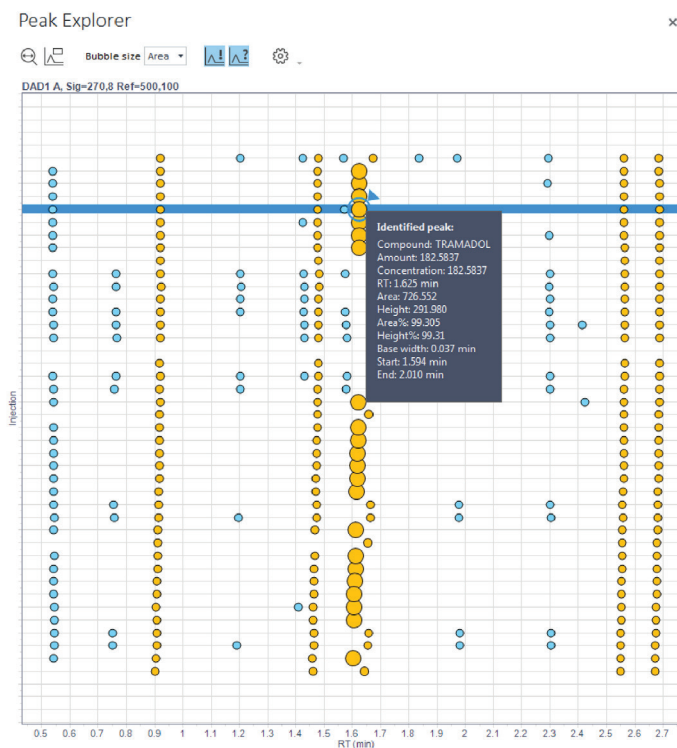 Peak Explorer
×
Bubble size Area
DAD1 A, Sig=270,8 Ref=500,100
Identified peak:
Compound: TRAMADOL
Amount: 182.5837
Concentration: 182.5837
RT: 1.625 min
Area: 726.552
Height: 291.980
Area%: 99.305
Height%: 99.31
Base width: 0.037 min
Start: 1.594 min
End: 2.010 min
Injection
0.5 0.6 0.7 0.8 0.9 1 1.1 1.2 1.3 1.4 1.5 1.6 1.7 1.8 1.9 2 2.1 2.2 2.3 2.4 2.5 2.6 2.7
RT (min)